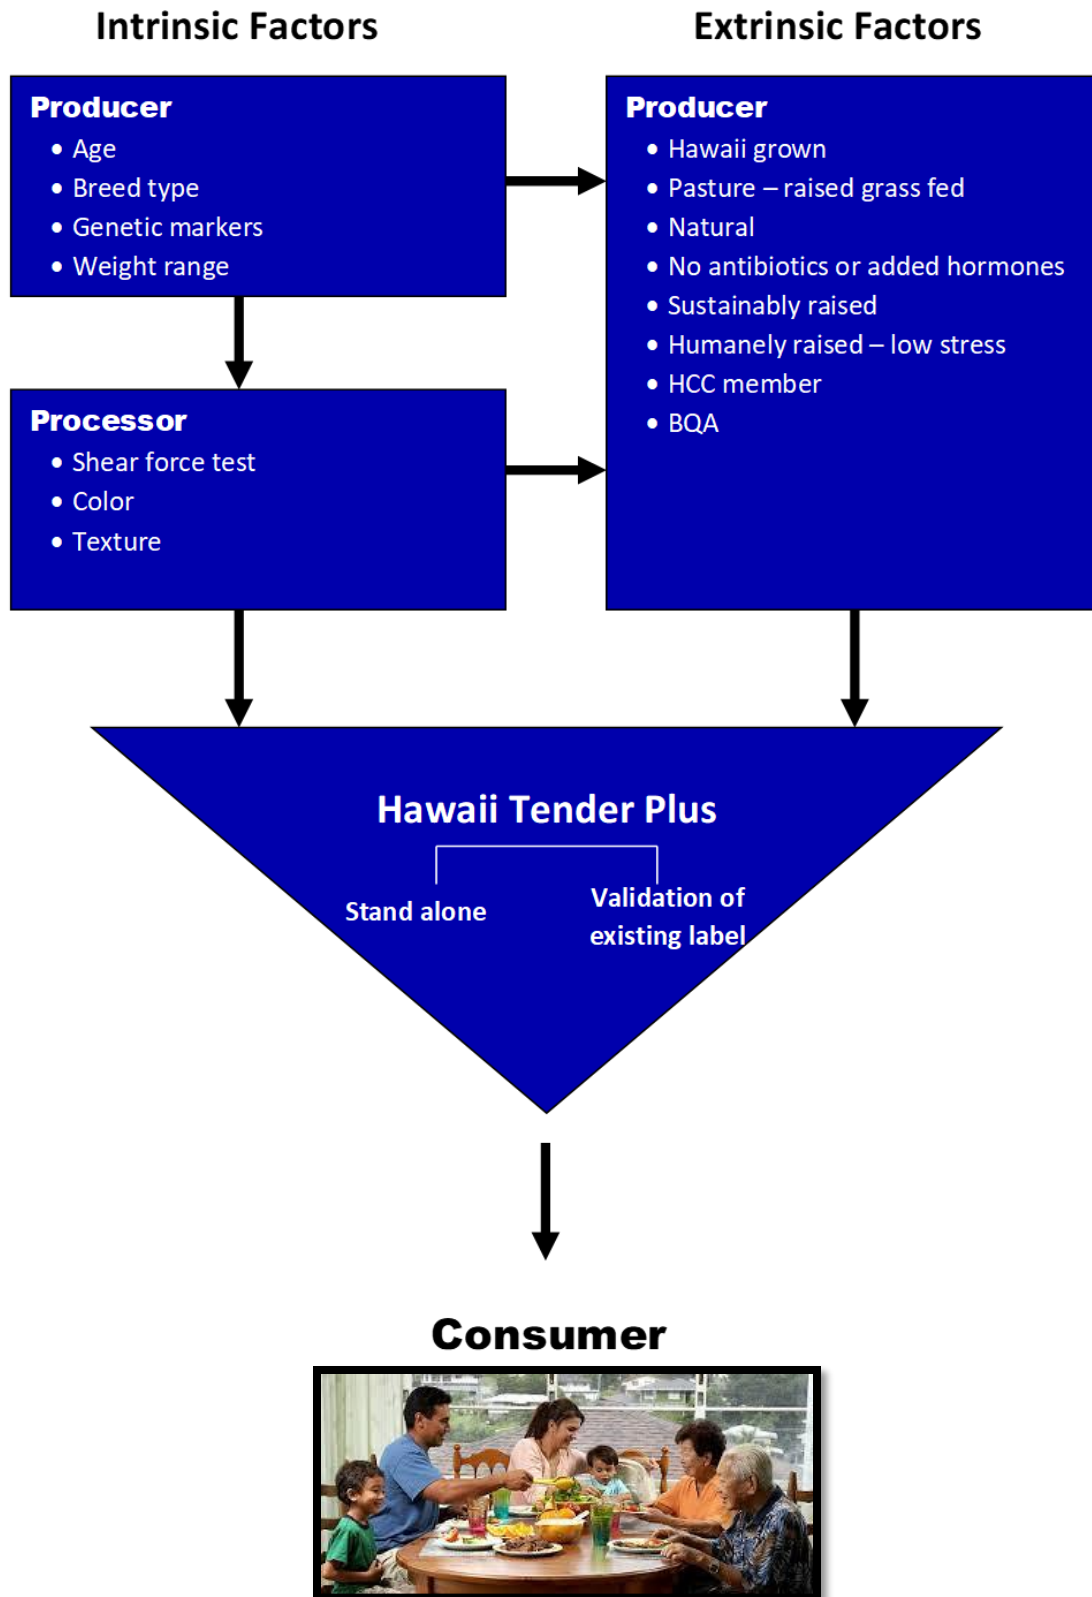 Intrinsic Factors
Extrinsic Factors
Producer
• Age
• Breed type
• Genetic markers
• Weight range
Producer
• Hawaii grown
• Pasture – raised grass fed
• Natural
• No antibiotics or added hormones
• Sustainably raised
• Humanely raised – low stress
• HCC member
• BQA
Processor
• Shear force test
• Color
• Texture
Hawaii Tender Plus
Stand alone
Validation of
existing label
Consumer